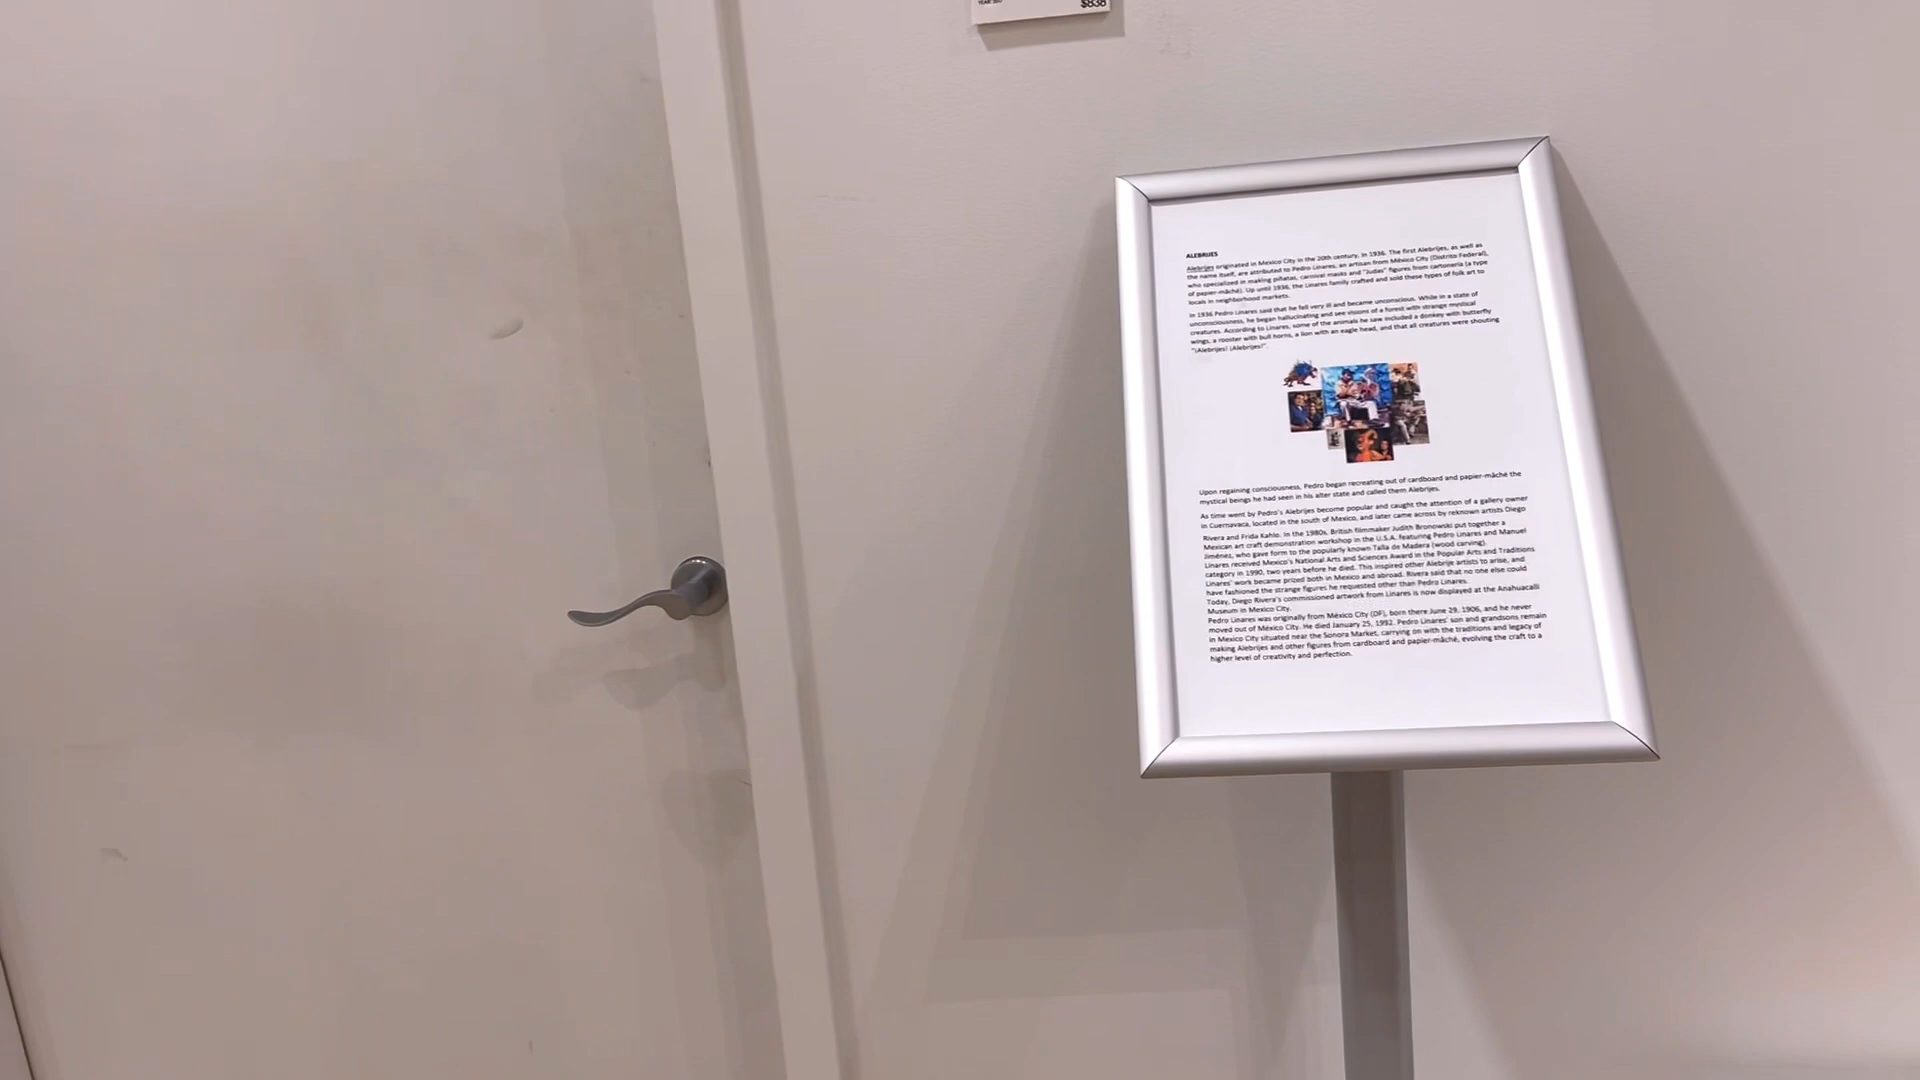 $838
ALEBRIJES
Alebrijes originated in Mexico City in the 20th century, in 1936. The first Alebrijes, as well as
the name itself, are attributed to Pedro Linares, an artisan from México City (Distrito Federal),
who specialized in making piñatas, carnival masks and "Judas" figures from cartonería (a type
of papier-mâché). Up until 1936, the Linares family crafted and sold these types of folk art to
locals in neighborhood markets.
In 1936 Pedro Linares said that he fell very ill and became unconscious. While in a state of
unconsciousness, he began hallucinating and see visions of a forest with strange mystical
creatures. According to Linares, some of the animals he saw included a donkey with butterfly
wings, a rooster with bull horns, a lion with an eagle head, and that all creatures were shouting
"¡Alebrijes! ¡Alebrijes!".
Upon regaining consciousness, Pedro began recreating out of cardboard and papier-mâché the
mystical beings he had seen in his alter state and called them Alebrijes.
As time went by Pedro's Alebrijes become popular and caught the attention of a gallery owner
in Cuernavaca, located in the south of Mexico, and later came across by reknown artists Diego
Rivera and Frida Kahlo. In the 1980s, British filmmaker Judith Bronowski put together a
Mexican art craft demonstration workshop in the U.S.A. featuring Pedro Linares and Manuel
Jiménez, who gave form to the popularly known Talla de Madera (wood carving).
Linares received Mexico's National Arts and Sciences Award in the Popular Arts and Traditions
category in 1990, two years before he died. This inspired other Alebrije artists to arise, and
Linares' work became prized both in Mexico and abroad. Rivera said that no one else could
have fashioned the strange figures he requested other than Pedro Linares.
Today, Diego Rivera's commissioned artwork from Linares is now displayed at the Anahuacalli
Museum in Mexico City.
Pedro Linares was originally from México City (DF), born there June 29, 1906, and he never
moved out of México City. He died January 25, 1992. Pedro Linares' son and grandsons remain
in Mexico City situated near the Sonora Market, carrying on with the traditions and legacy of
making Alebrijes and other figures from cardboard and papier-mâché, evolving the craft to a
higher level of creativity and perfection.